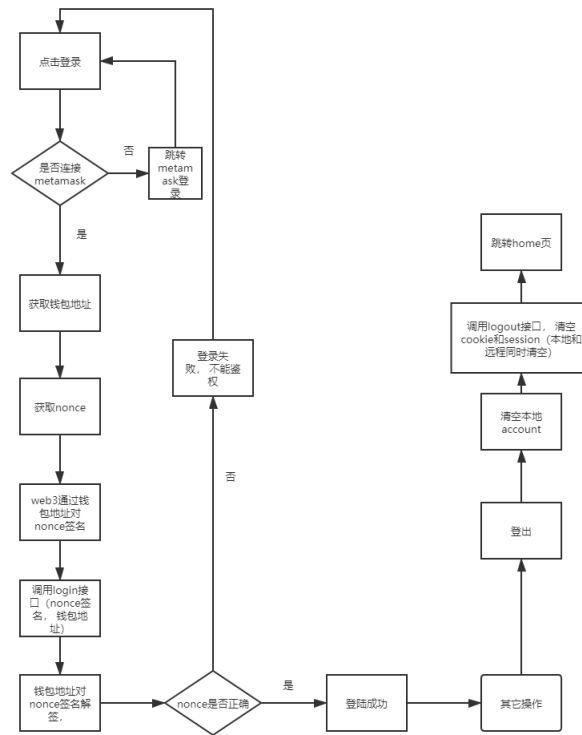 点击登录
是否连接
metamask
否
跳转
metam
ask登
录
是
获取钱包地址
获取nonce
web3通过钱
包地址对
nonce签名
调用login接
口（nonce签
名， 钱包地
址）
钱包地址对
nonce签名解
签，
nonce是否正确
否
登录失
败， 不能鉴
权
是
登陆成功
其它操作
登出
清空本地
account
调用logout接口， 清空
cookie和session（本地和
远程同时清空）
跳转home页